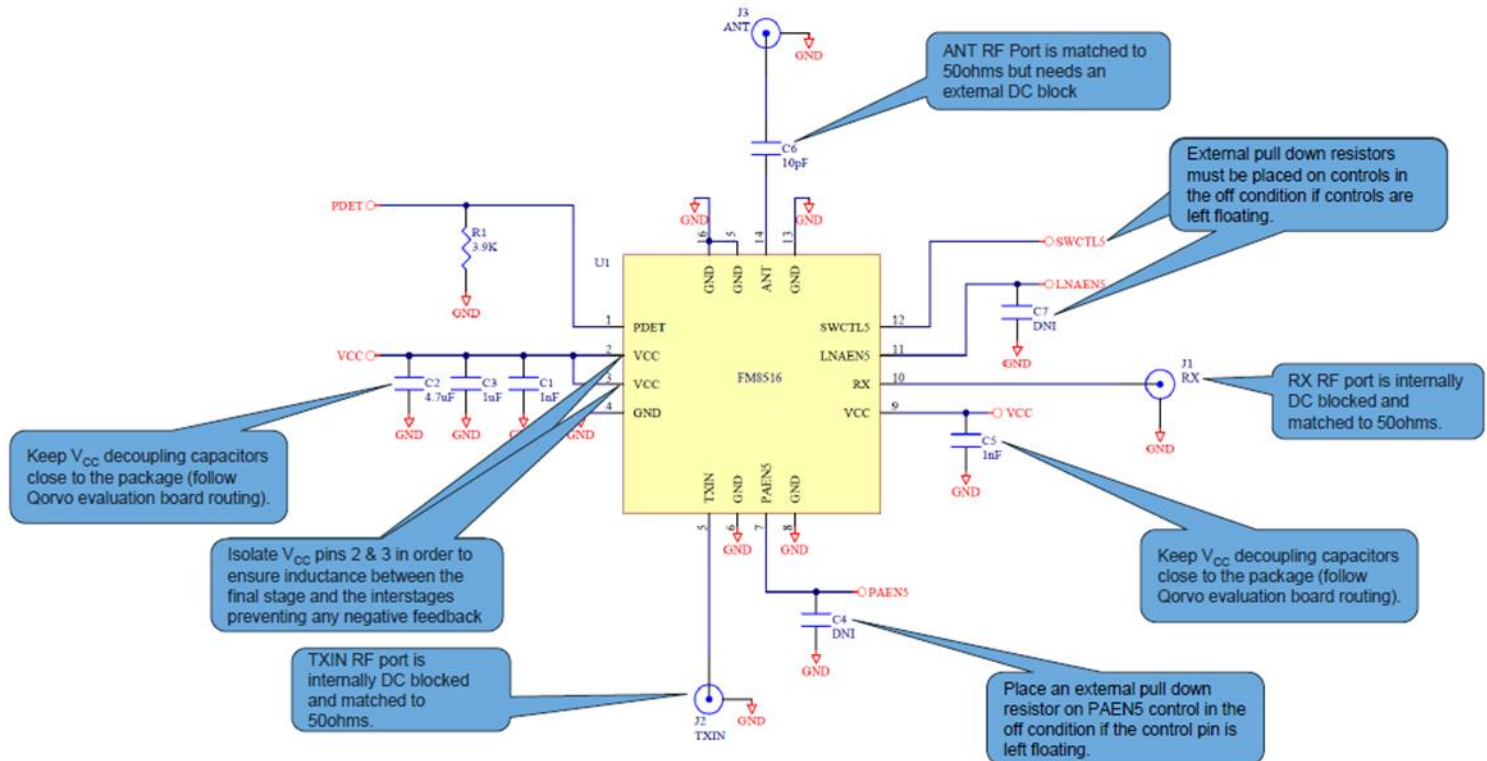 J3
ANT
GND
ANT RF Port is matched to
50ohms but needs an
external DC block
C6
10pF
External pull down resistors
must be placed on controls in
the off condition if controls are
left floating.
PDET
R1
3.9K
GND
GND
GND
SWCTL5
LNAEN5
C7
DNI
GND
U1
16
5
14
13
GND
GND
ANT
GND
1
PDET
SWCTL5
12
2
VCC
LNAEN5
11
3
VCC
FM8516
RX
10
4
GND
VCC
9
TXIN
GND
PAEN5
GND
5
6
7
8
VCC
C2
4.7uF
C3
1uF
C1
1nF
GND
GND
GND
GND
J1
RX
GND
RX RF port is internally
DC blocked and
matched to 50ohms.
VCC
C5
1nF
GND
Keep VCC decoupling capacitors
close to the package (follow
Qorvo evaluation board routing).
GND
GND
Isolate VCC pins 2 & 3 in order to
ensure inductance between the
final stage and the interstages
preventing any negative feedback
Keep VCC decoupling capacitors
close to the package (follow
Qorvo evaluation board routing).
PAEN5
C4
DNI
GND
TXIN RF port is
internally DC blocked
and matched to
50ohms.
J2
TXIN
GND
Place an external pull down
resistor on PAEN5 control in the
off condition if the control pin is
left floating.